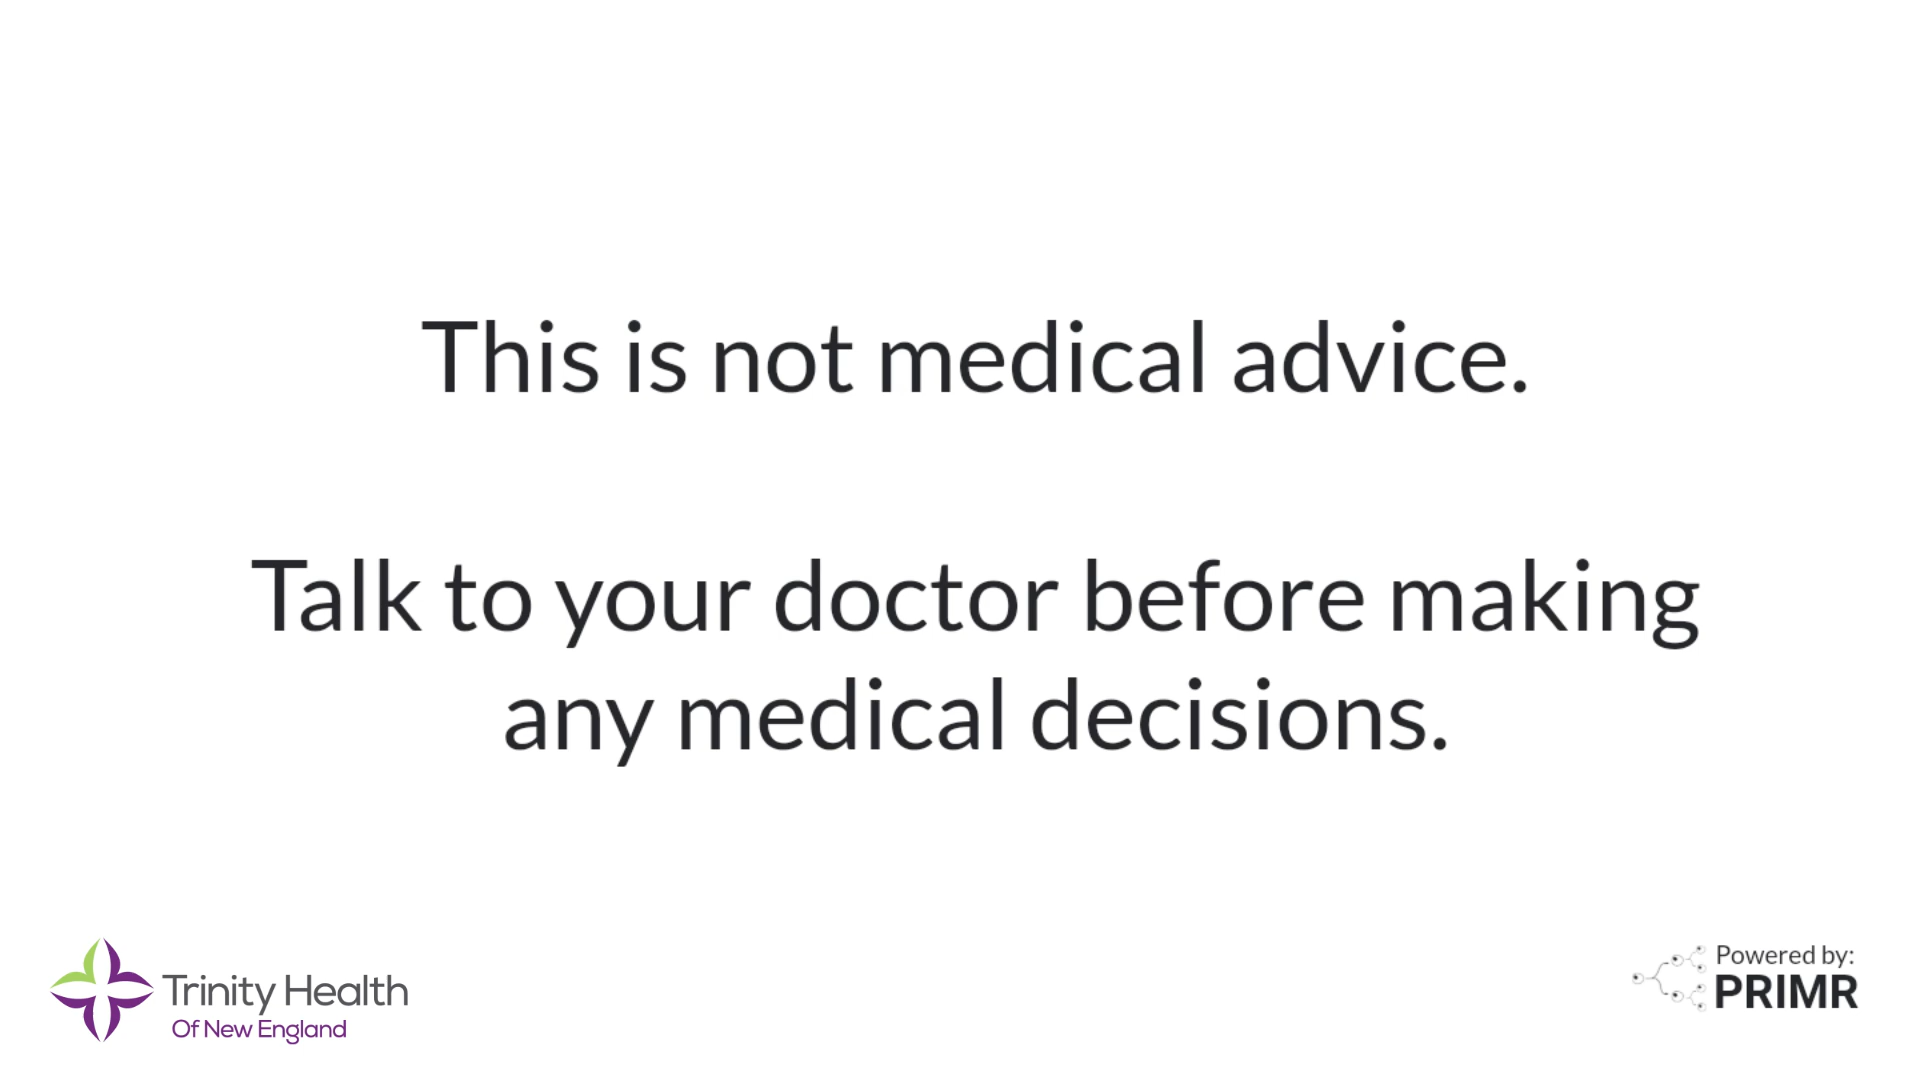 This is not medical advice.
Talk to your doctor before making
any medical decisions.
Trinity Health
Of New England
Powered by:
PRIMR